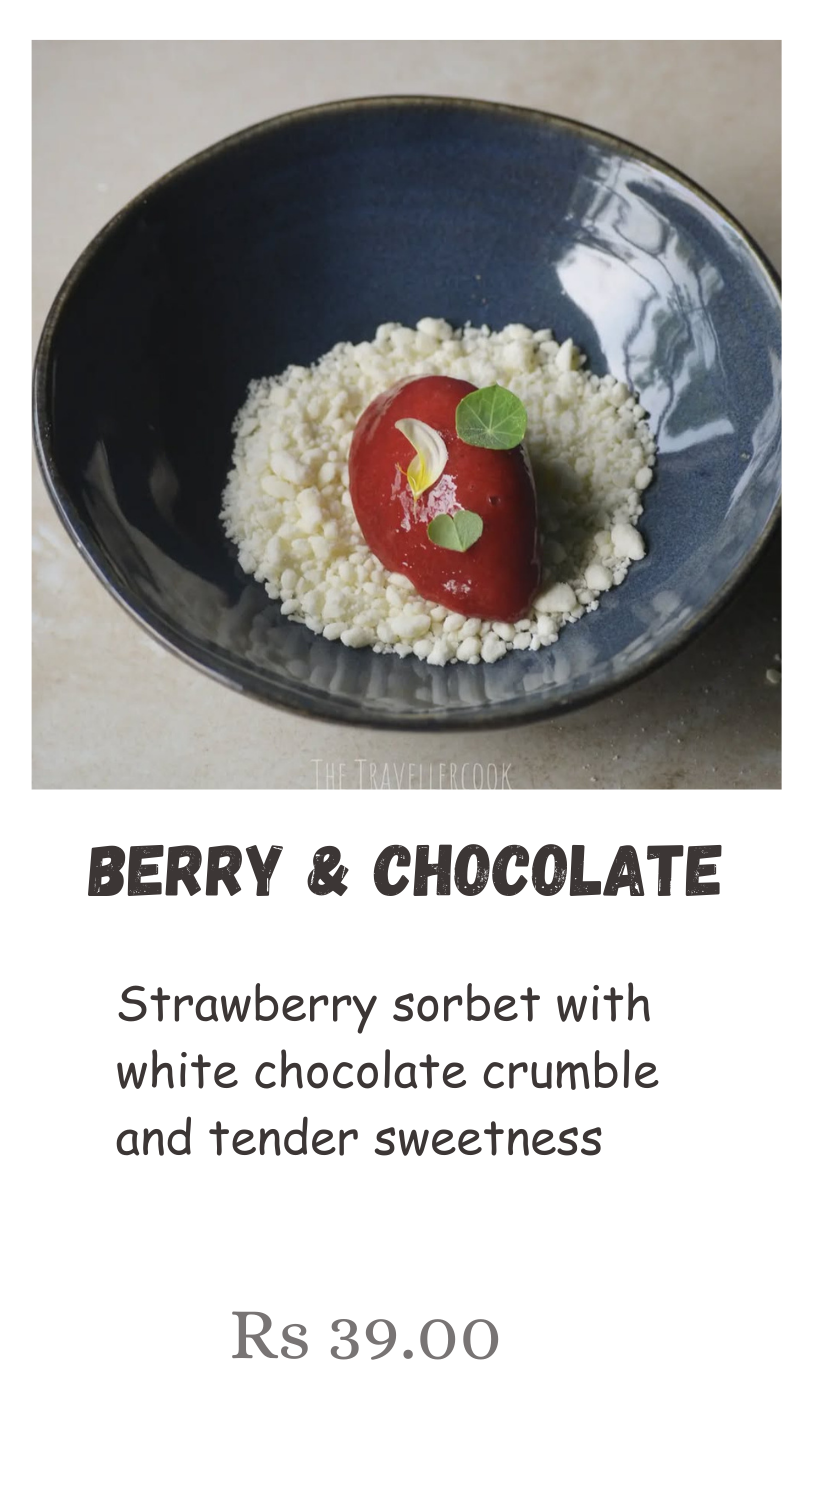 THE TRAVELLERCOOK
BERRY & CHOCOLATE
Strawberry sorbet with
white chocolate crumble
and tender sweetness
Rs 39.00